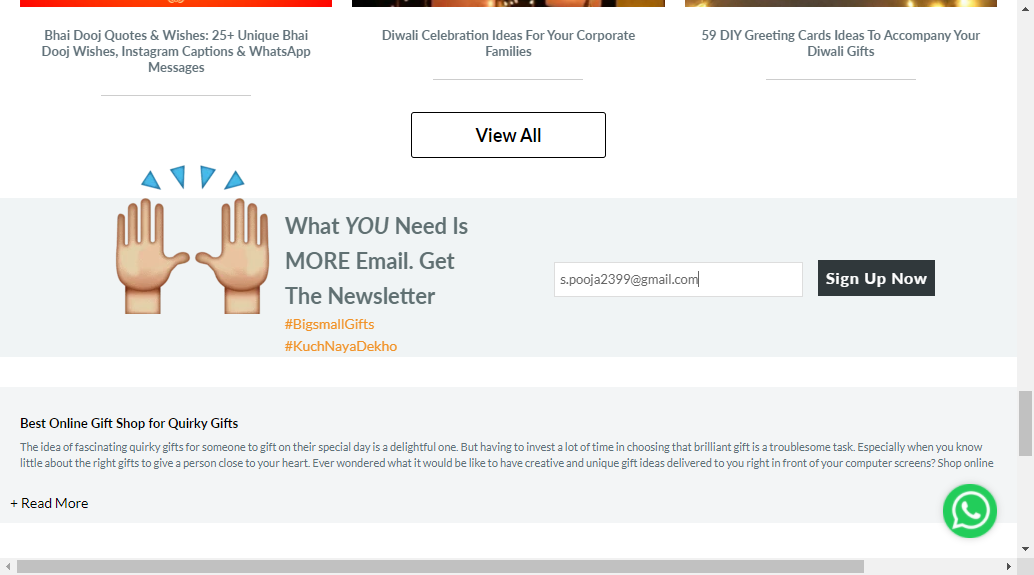 Bhai Dooj Quotes & Wishes: 25+ Unique Bhai
Dooj Wishes, Instagram Captions & WhatsApp
Messages
Diwali Celebration Ideas For Your Corporate
Families
59 DIY Greeting Cards Ideas To Accompany Your
Diwali Gifts
View All
What YOU Need Is
MORE Email. Get
The Newsletter
#BigsmallGifts
#KuchNayaDekho
s.pooja2399@gmail.com
Sign Up Now
Best Online Gift Shop for Quirky Gifts
The idea of fascinating quirky gifts for someone to gift on their special day is a delightful one. But having to invest a lot of time in choosing that brilliant gift is a troublesome task. Especially when you know
little about the right gifts to give a person close to your heart. Ever wondered what it would be like to have creative and unique gift ideas delivered to you right in front of your computer screens? Shop online
+ Read More